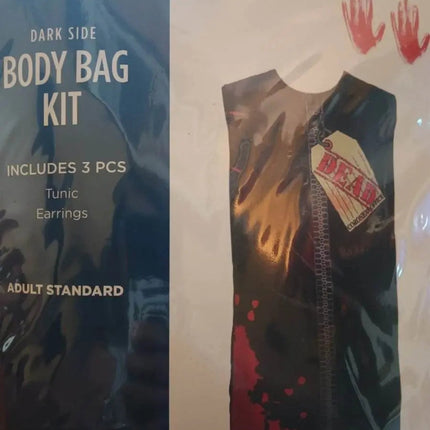 DARK SIDE
BODY BAG
KIT
INCLUDES 3 PCS
Tunic
Earrings
ADULT STANDARD
DEAD